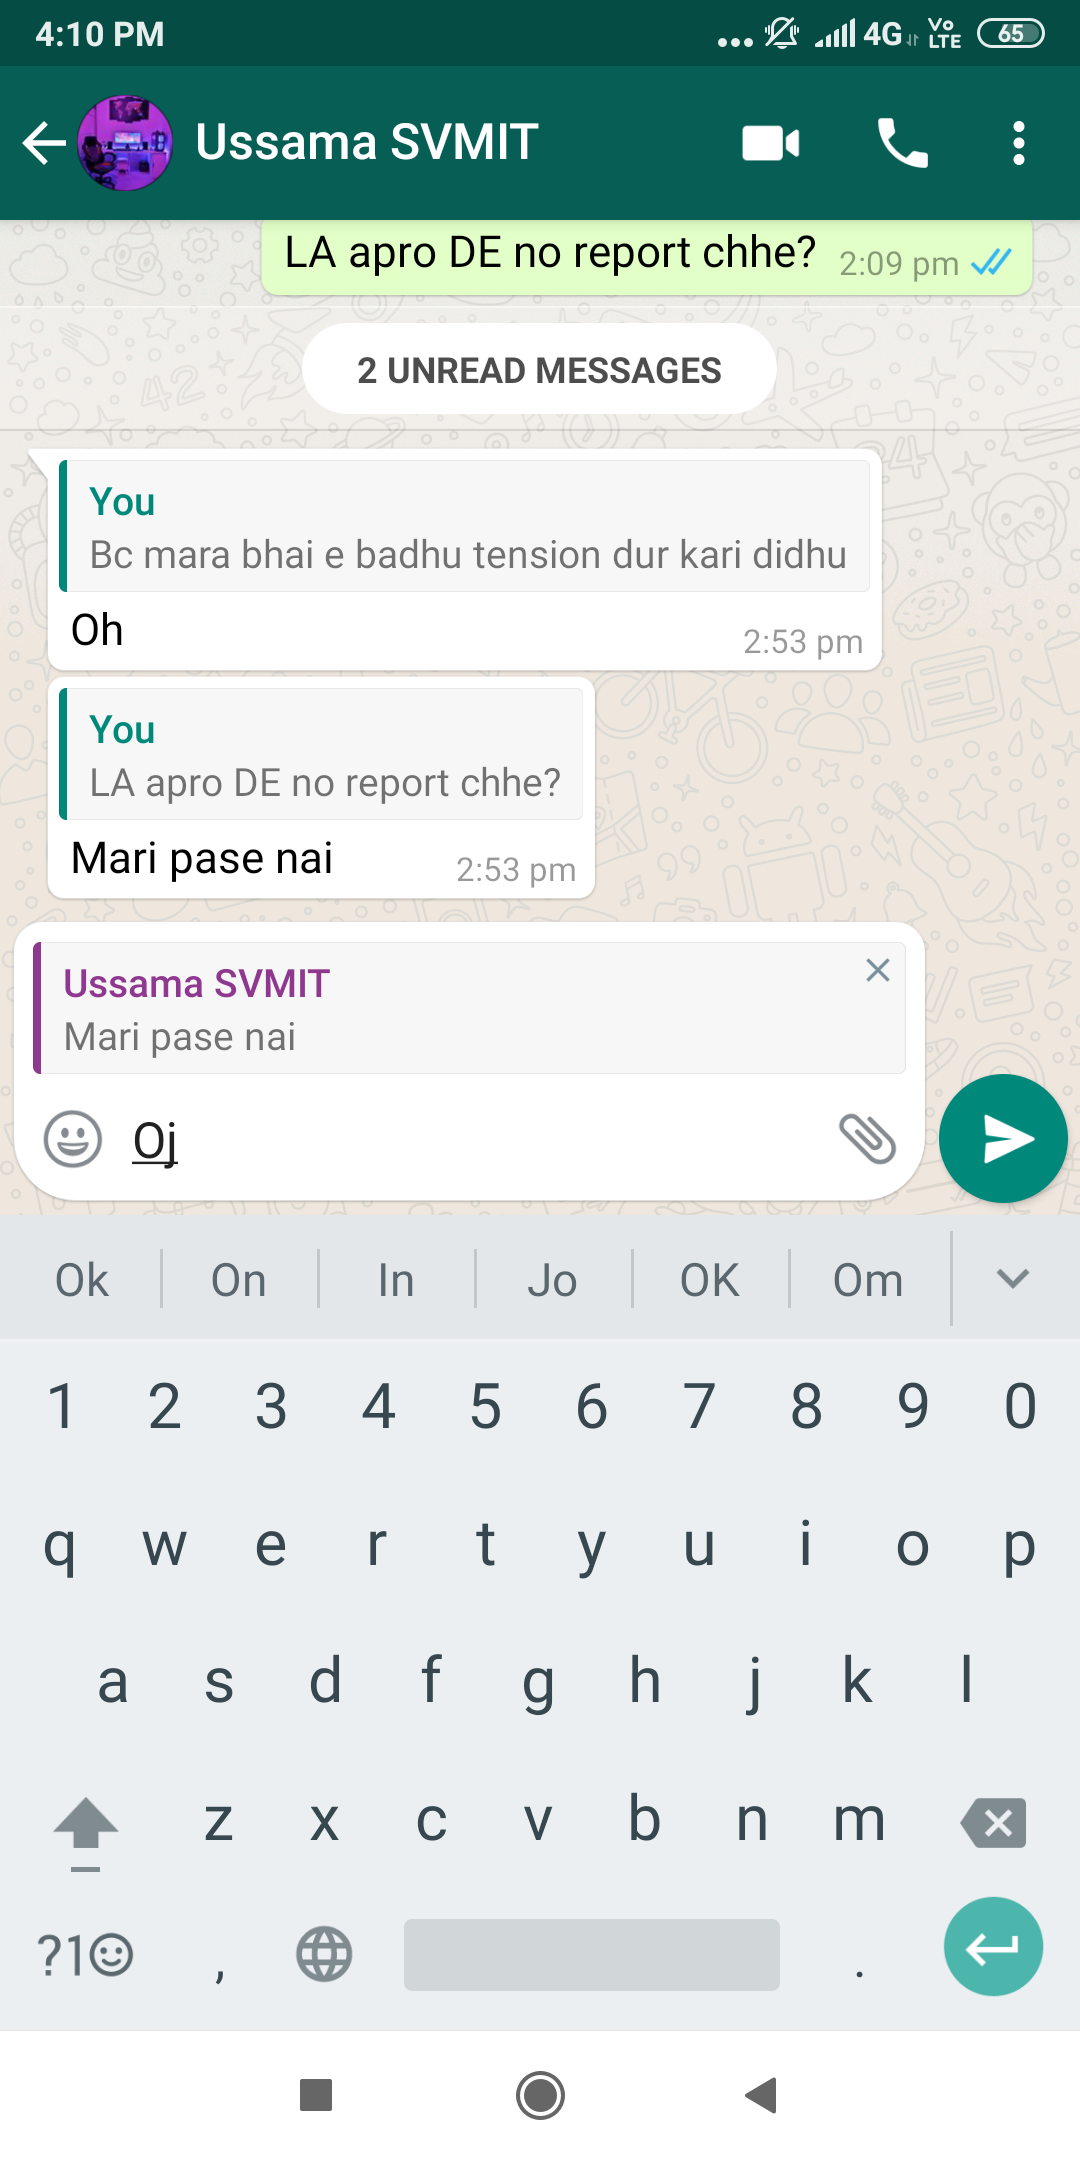 4:10 PM
4G Vo LTE 65
Ussama SVMIT
LA apro DE no report chhe? 2:09 pm
2 UNREAD MESSAGES
You
Bc mara bhai e badhu tension dur kari didhu
Oh 2:53 pm
You
LA apro DE no report chhe?
Mari pase nai 2:53 pm
Ussama SVMIT
Mari pase nai
Oj
Ok On In Jo OK Om
1 2 3 4 5 6 7 8 9 0
q w e r t y u i o p
a s d f g h j k l
z x c v b n m
?1 , .